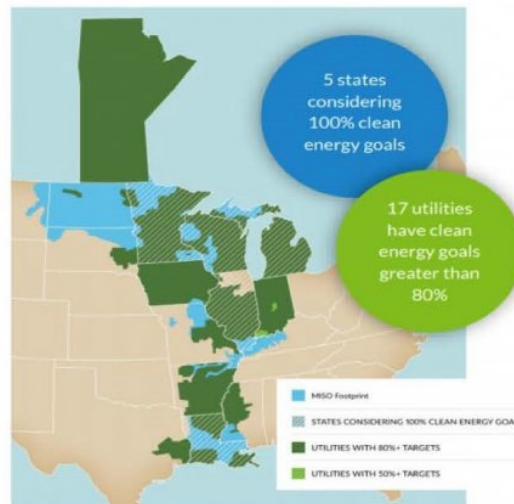 5 states
considering
100% clean
energy goals
17 utilities
have clean
energy goals
greater than
80%
MISO Footprint
STATES CONSIDERING 100% CLEAN ENERGY GOA
UTILITIES WITH 80%+ TARGETS
UTILITIES WITH 50%+ TARGETS